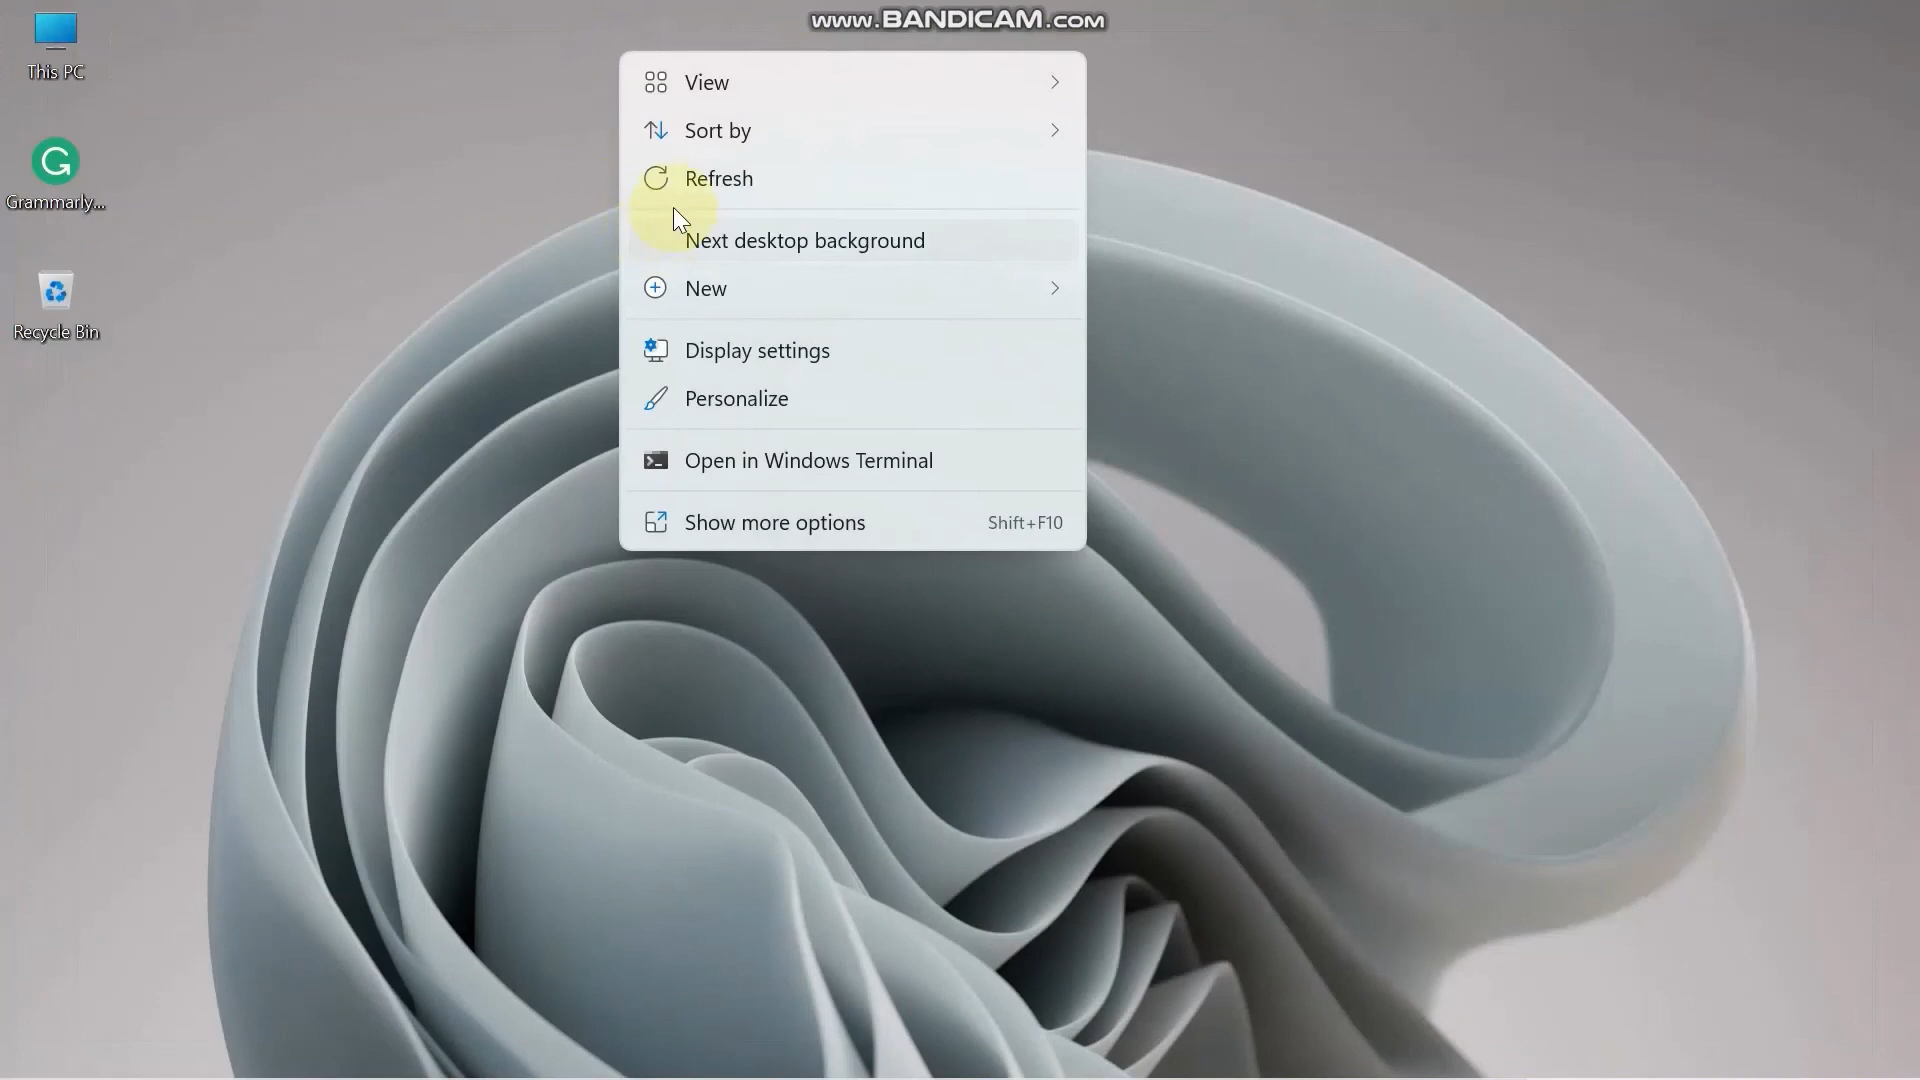 www.BANDICAM.com
This PC
Grammarly...
Recycle Bin
View
Sort by
Refresh
Next desktop background
New
Display settings
Personalize
Open in Windows Terminal
Show more options Shift+F10